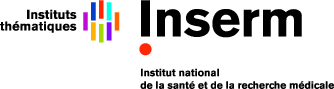 Instituts
thématiques
Inserm
Institut national
de la santé et de la recherche médicale